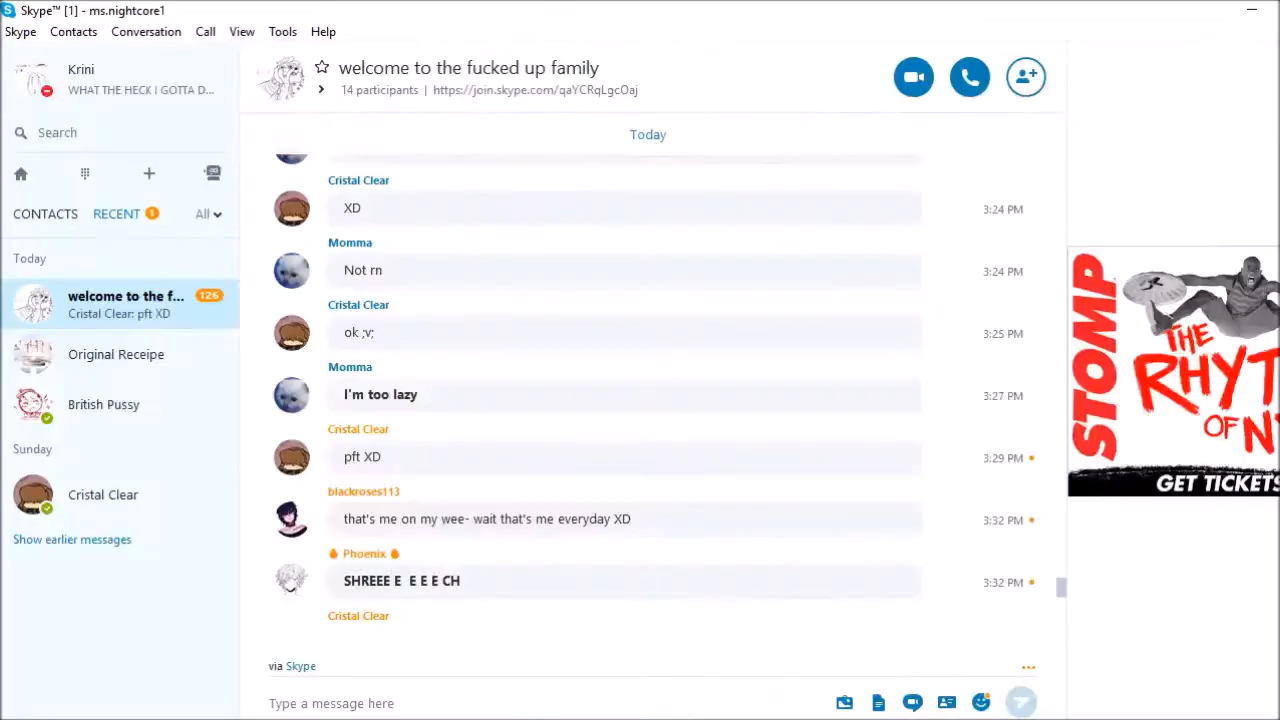 Skype™ [1] - ms.nightcore1
Skype Contacts Conversation Call View Tools Help
Krini
WHAT THE HECK I GOTTA D...
Search
CONTACTS RECENT 1 All
Today
welcome to the f... 126
Cristal Clear: pft XD
Original Receipe
British Pussy
Sunday
Cristal Clear
Show earlier messages
welcome to the fucked up family
14 participants | https://join.skype.com/qaYCRqLgcOaj
Today
Cristal Clear
XD 3:24 PM
Momma
Not rn 3:24 PM
Cristal Clear
ok ;v; 3:25 PM
Momma
I'm too lazy 3:27 PM
Cristal Clear
pft XD 3:29 PM
blackroses113
that's me on my wee- wait that's me everyday XD 3:32 PM
Phoenix
SHREEE E E E E CH 3:32 PM
Cristal Clear
via Skype
Type a message here
STOMP
THE
RHYT
OF N
GET TICKETS